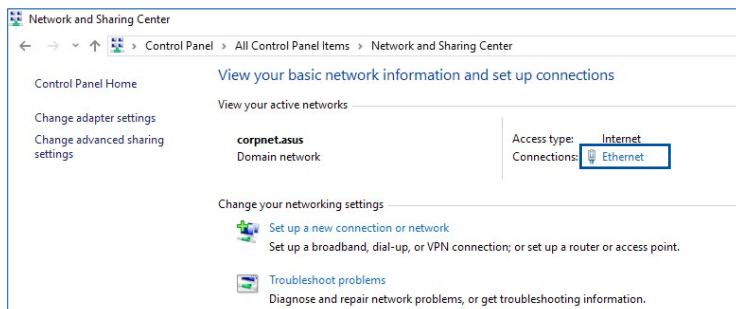 Network and Sharing Center
Control Panel > All Control Panel Items > Network and Sharing Center
Control Panel Home
Change adapter settings
Change advanced sharing
settings
View your basic network information and set up connections
View your active networks
corpnet.asus
Domain network
Access type: Internet
Connections: Ethernet
Change your networking settings
Set up a new connection or network
Set up a broadband, dial-up, or VPN connection; or set up a router or access point.
Troubleshoot problems
Diagnose and repair network problems, or get troubleshooting information.